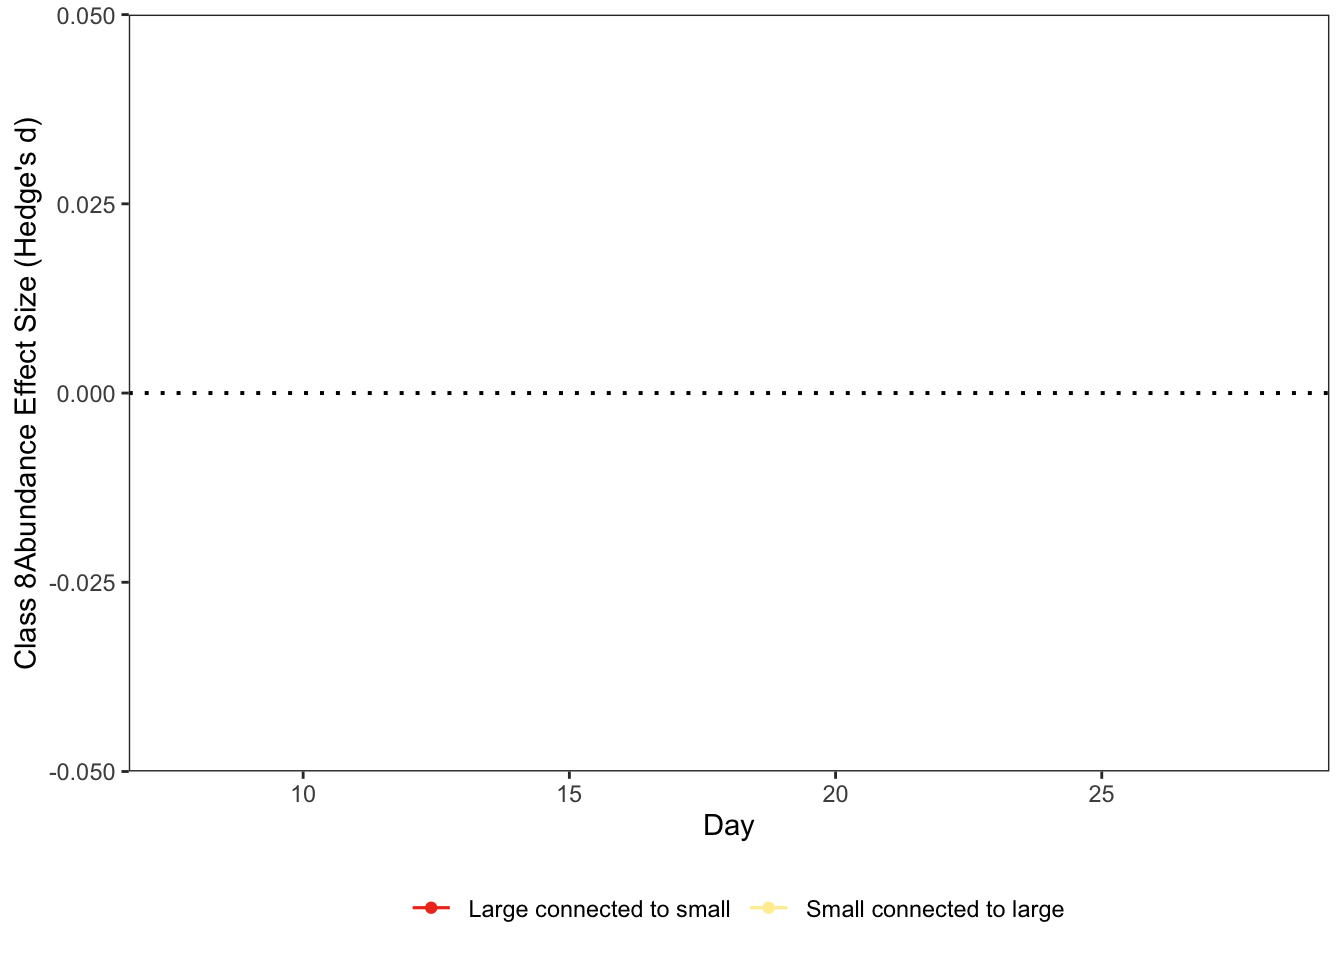 0.050
0.025
0.000
-0.025
-0.050
Class 8Abundance Effect Size (Hedge's d)
10 15 20 25
Day
Large connected to small Small connected to large